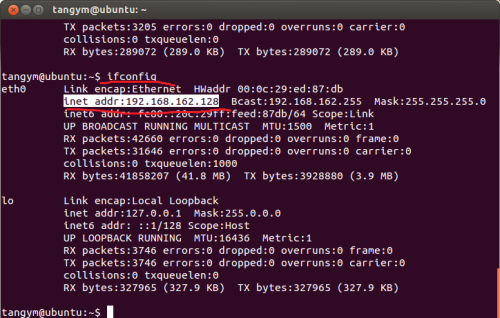 tangym@ubuntu: ~
TX packets:3205 errors:0 dropped:0 overruns:0 carrier:0
collisions:0 txqueuelen:0
RX bytes:289072 (289.0 KB)  TX bytes:289072 (289.0 KB)
tangym@ubuntu:~$ ifconfig
eth0      Link encap:Ethernet  HWaddr 00:0c:29:ed:87:db
inet addr:192.168.162.128  Bcast:192.168.162.255  Mask:255.255.255.0
inet6 addr: fe80::20c:29ff:feed:87db/64 Scope:Link
UP BROADCAST RUNNING MULTICAST  MTU:1500  Metric:1
RX packets:42660 errors:0 dropped:0 overruns:0 frame:0
TX packets:31646 errors:0 dropped:0 overruns:0 carrier:0
collisions:0 txqueuelen:1000
RX bytes:41858207 (41.8 MB)  TX bytes:3928880 (3.9 MB)
lo        Link encap:Local Loopback
inet addr:127.0.0.1  Mask:255.0.0.0
inet6 addr: ::1/128 Scope:Host
UP LOOPBACK RUNNING  MTU:16436  Metric:1
RX packets:3746 errors:0 dropped:0 overruns:0 frame:0
TX packets:3746 errors:0 dropped:0 overruns:0 carrier:0
collisions:0 txqueuelen:0
RX bytes:327965 (327.9 KB)  TX bytes:327965 (327.9 KB)
tangym@ubuntu:~$